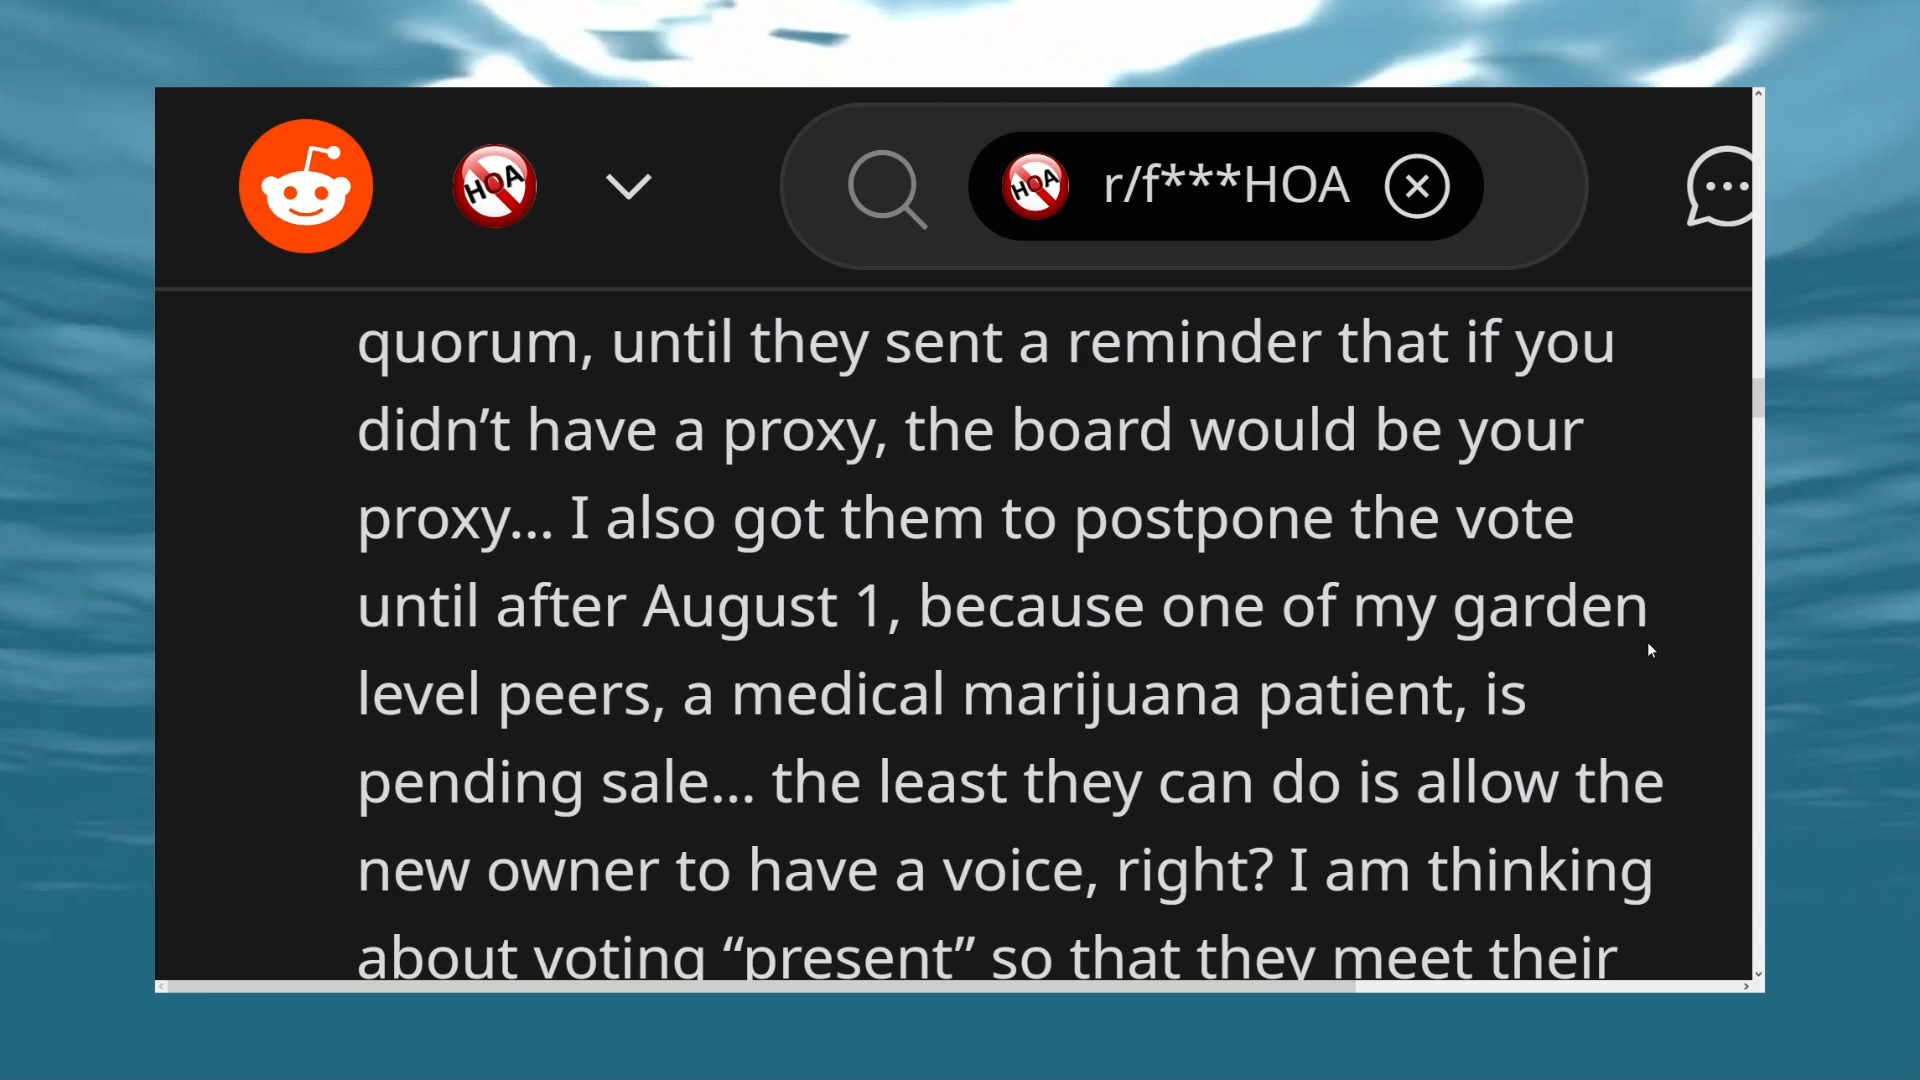 HOA
HOA r/f***HOA
quorum, until they sent a reminder that if you
didn’t have a proxy, the board would be your
proxy... I also got them to postpone the vote
until after August 1, because one of my garden
level peers, a medical marijuana patient, is
pending sale... the least they can do is allow the
new owner to have a voice, right? I am thinking
about voting “present” so that they meet their